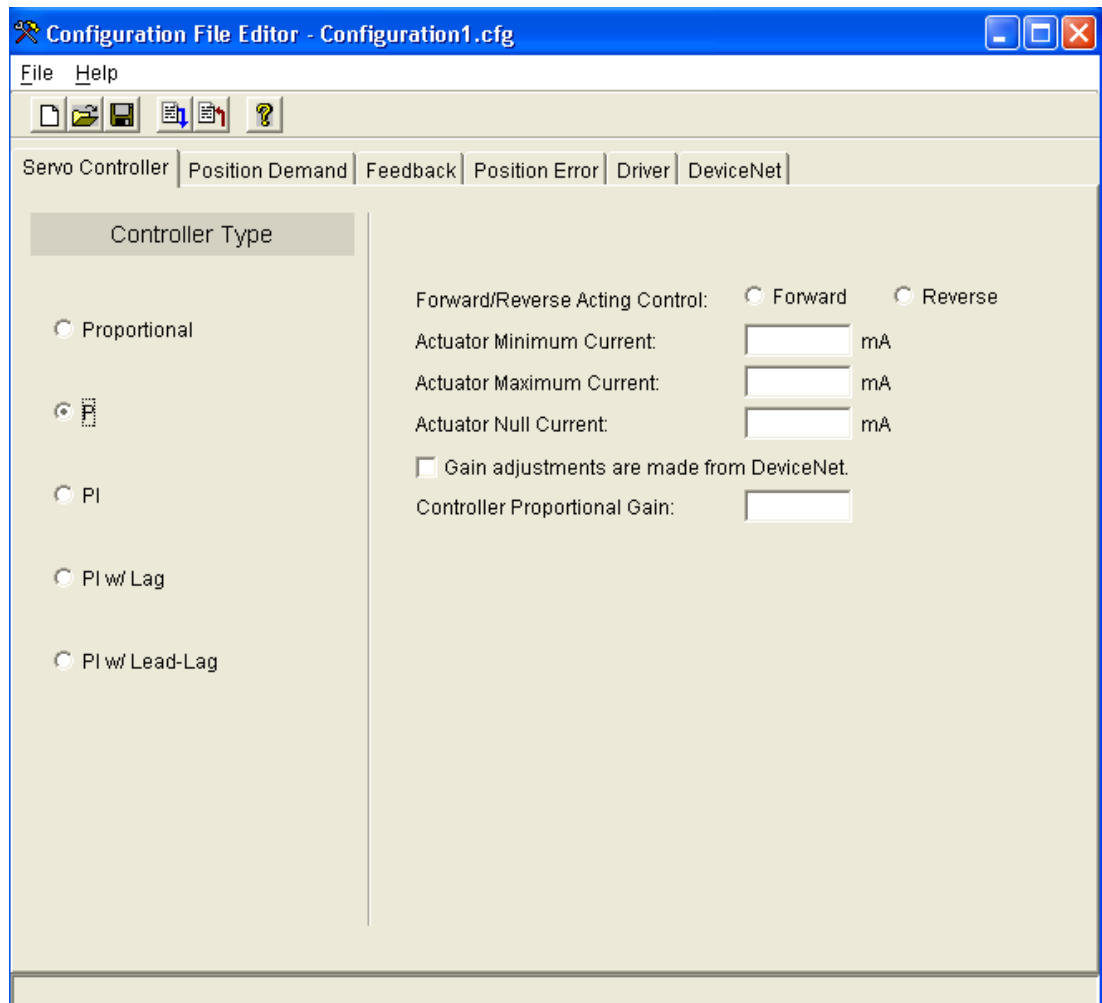 Configuration File Editor - Configuration1.cfg
File Help
Servo Controller Position Demand Feedback Position Error Driver DeviceNet
Controller Type
Proportional
P
PI
PI w/ Lag
PI w/ Lead-Lag
Forward/Reverse Acting Control: Forward Reverse
Actuator Minimum Current: mA
Actuator Maximum Current: mA
Actuator Null Current: mA
Gain adjustments are made from DeviceNet.
Controller Proportional Gain: